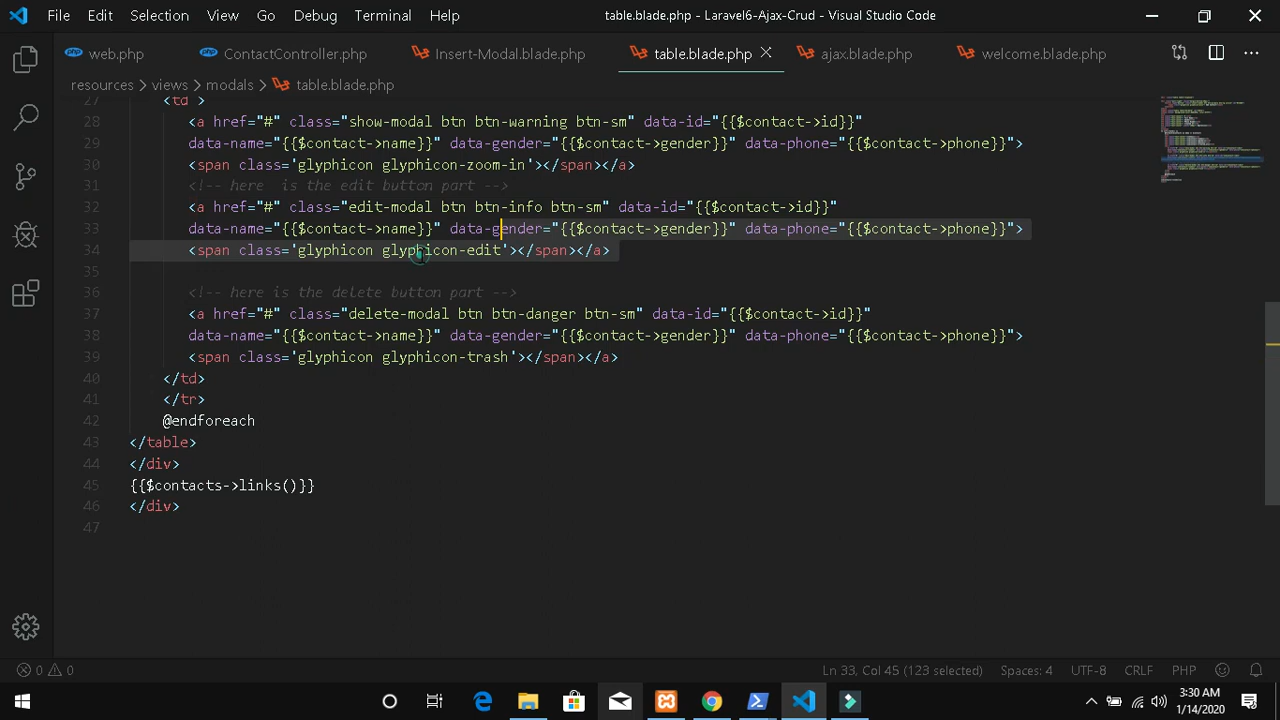 File Edit Selection View Go Debug Terminal Help table.blade.php - Laravel6-Ajax-Crud - Visual Studio Code
php web.php php ContactController.php Insert-Modal.blade.php table.blade.php ajax.blade.php welcome.blade.php
resources > views > modals > table.blade.php
27 <td >
28 <a href="#" class="show-modal btn btn-warning btn-sm" data-id="{{$contact->id}}"
29 data-name="{{$contact->name}}" data-gender="{{$contact->gender}}" data-phone="{{$contact->phone}}">
30 <span class='glyphicon glyphicon-plan'></span></a>
31 <!-- here  is the edit button part -->
32 <a href="#" class="edit-modal btn btn-info btn-sm" data-id="{{$contact->id}}"
33 data-name="{{$contact->name}}" data-gender="{{$contact->gender}}" data-phone="{{$contact->phone}}">
34 <span class='glyphicon glyphicon-edit'></span></a>
35
36 <!-- here is the delete button part -->
37 <a href="#" class="delete-modal btn btn-danger btn-sm" data-id="{{$contact->id}}"
38 data-name="{{$contact->name}}" data-gender="{{$contact->gender}}" data-phone="{{$contact->phone}}">
39 <span class='glyphicon glyphicon-trash'></span></a>
40 </td>
41 </tr>
42 @endforeach
43 </table>
44 </div>
45 {{$contacts->links()}}
46 </div>
47
0 0 Ln 33, Col 45 (123 selected) Spaces: 4 UTF-8 CRLF PHP
3:30 AM
1/14/2020